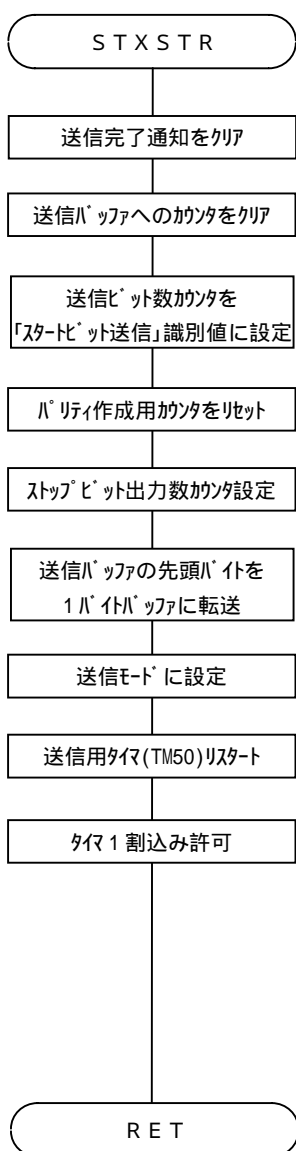 ＳＴＸＳＴＲ
送信完了通知をｸﾘｱ
送信ﾊﾞｯﾌｧへのｶｳﾝﾀをｸﾘｱ
送信ﾋﾞｯﾄ数ｶｳﾝﾀを
｢ｽﾀｰﾄﾋﾞｯﾄ送信｣識別値に設定
ﾊﾟﾘﾃｨ作成用ｶｳﾝﾀをﾘｾｯﾄ
ｽﾄｯﾌﾟﾋﾞｯﾄ出力数ｶｳﾝﾀ設定
送信ﾊﾞｯﾌｧの先頭ﾊﾞｲﾄを
１ﾊﾞｲﾄﾊﾞｯﾌｧに転送
送信ﾓｰﾄﾞに設定
送信用ﾀｲﾏ(TM50)ﾘｽﾀｰﾄ
ﾀｲﾏ１割込み許可
ＲＥＴ